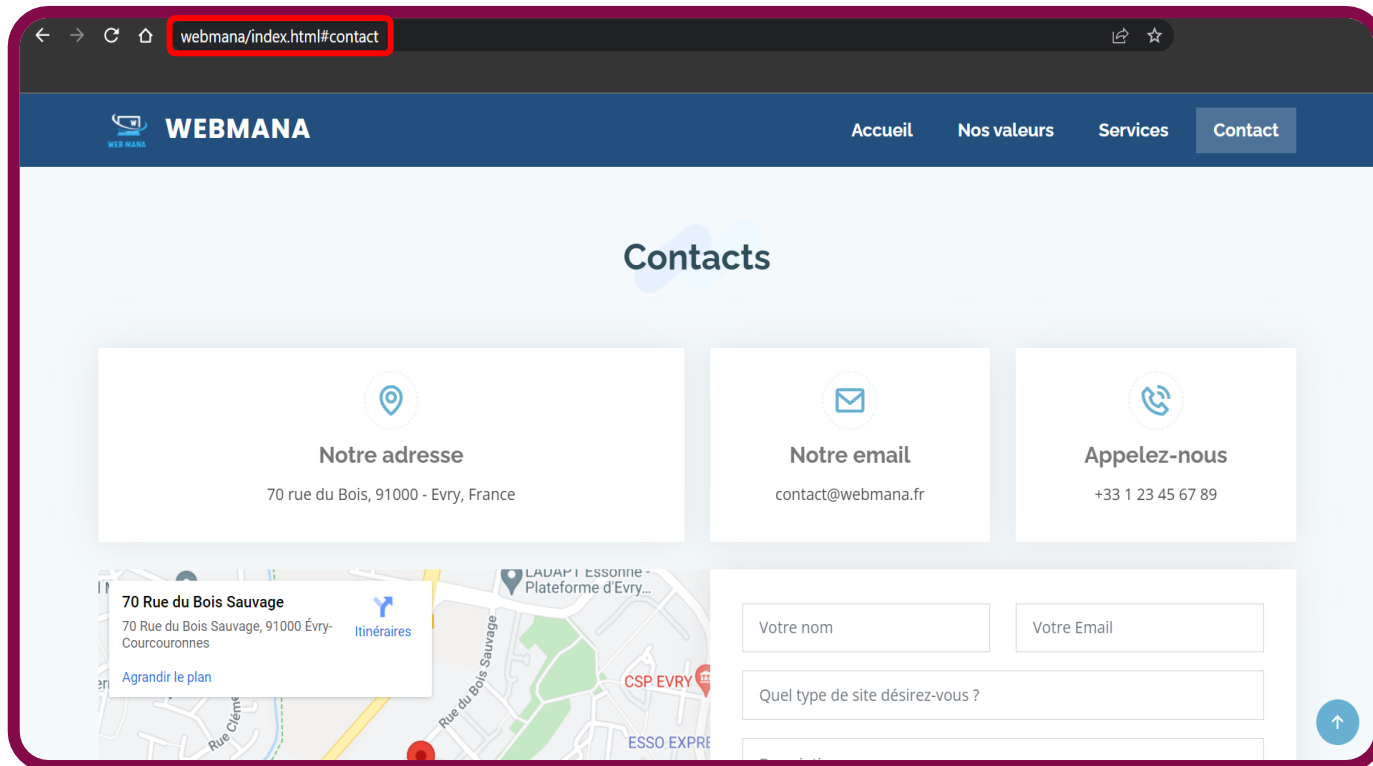 webmana/index.html#contact
WEB MANA
WEBMANA
Accueil
Nos valeurs
Services
Contact
Contacts
Notre adresse
70 rue du Bois, 91000 - Evry, France
Notre email
contact@webmana.fr
Appelez-nous
+33 1 23 45 67 89
70 Rue du Bois Sauvage
70 Rue du Bois Sauvage, 91000 Évry-
Courcouronnes
Itinéraires
Agrandir le plan
LADAPT Essonne -
Plateforme d'Evry...
Rue du Bois Sauvage
CSP EVRY
ESSO EXPRE
Votre nom
Votre Email
Quel type de site désirez-vous ?